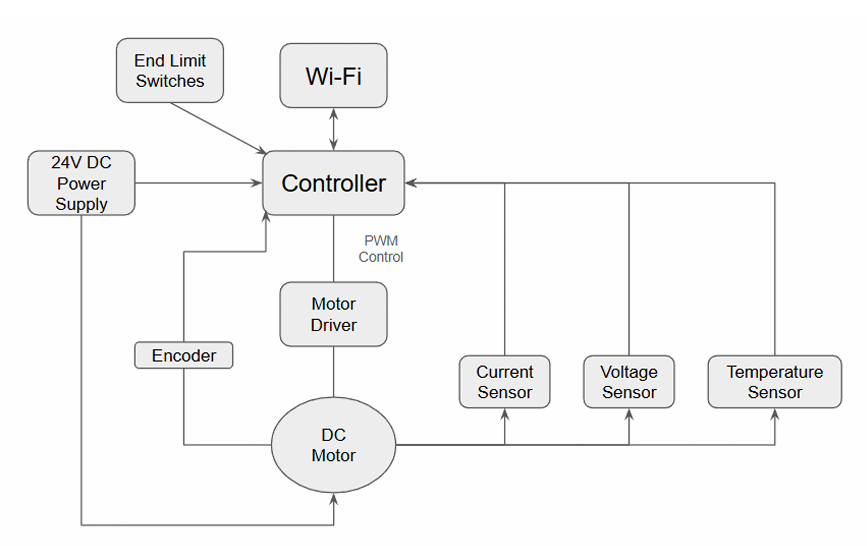 End Limit
Switches
Wi-Fi
24V DC
Power
Supply
Controller
PWM
Control
Motor
Driver
Encoder
Current
Sensor
Voltage
Sensor
Temperature
Sensor
DC
Motor